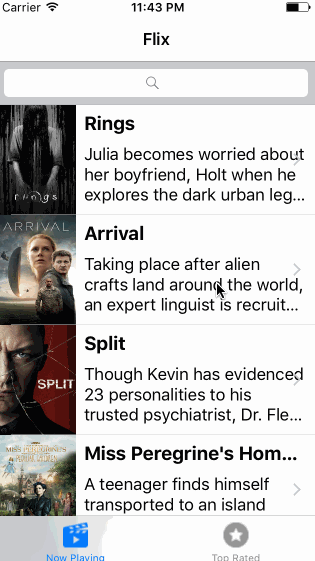 Carrier 11:43 PM
Flix
Rings
Julia becomes worried about
her boyfriend, Holt when he
explores the dark urban leg...
rings
Arrival
ARRIVAL
Taking place after alien
crafts land around the world,
an expert linguist is recruit...
Split
Though Kevin has evidenced
23 personalities to his
trusted psychiatrist, Dr. Fle...
SPLIT
Miss Peregrine's Hom...
MISS PEREGRINE'S
A teenager finds himself
transported to an island
Now Playing
Top Rated